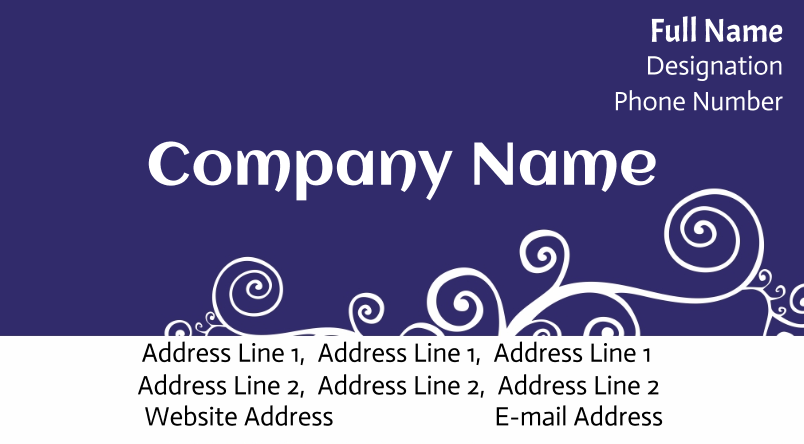 Full Name
Designation
Phone Number
Company Name
Address Line 1,  Address Line 1,  Address Line 1
Address Line 2,  Address Line 2,  Address Line 2
Website Address E-mail Address